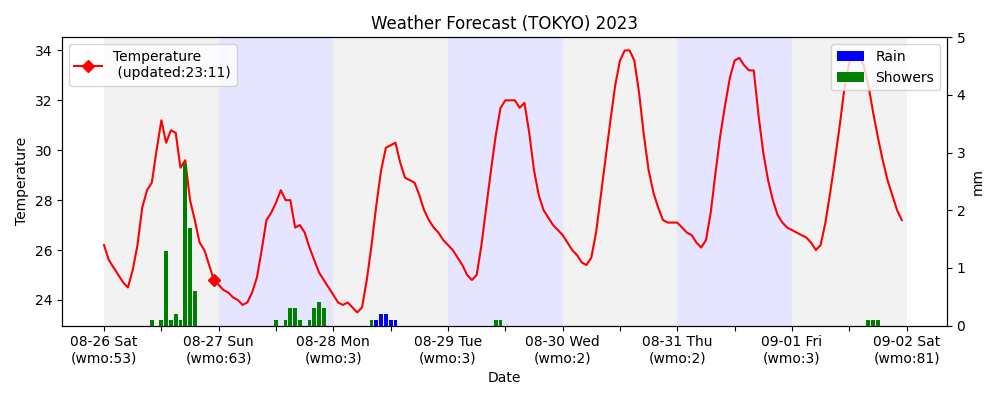 Weather Forecast (TOKYO) 2023
Temperature
(updated:23:11)
Rain
Showers
Temperature
34
32
30
28
26
24
5
4
3
2
1
0
mm
08-26 Sat 08-27 Sun 08-28 Mon 08-29 Tue 08-30 Wed 08-31 Thu 09-01 Fri 09-02 Sat
(wmo:53) (wmo:63) (wmo:3) (wmo:3) (wmo:2) (wmo:2) (wmo:3) (wmo:81)
Date